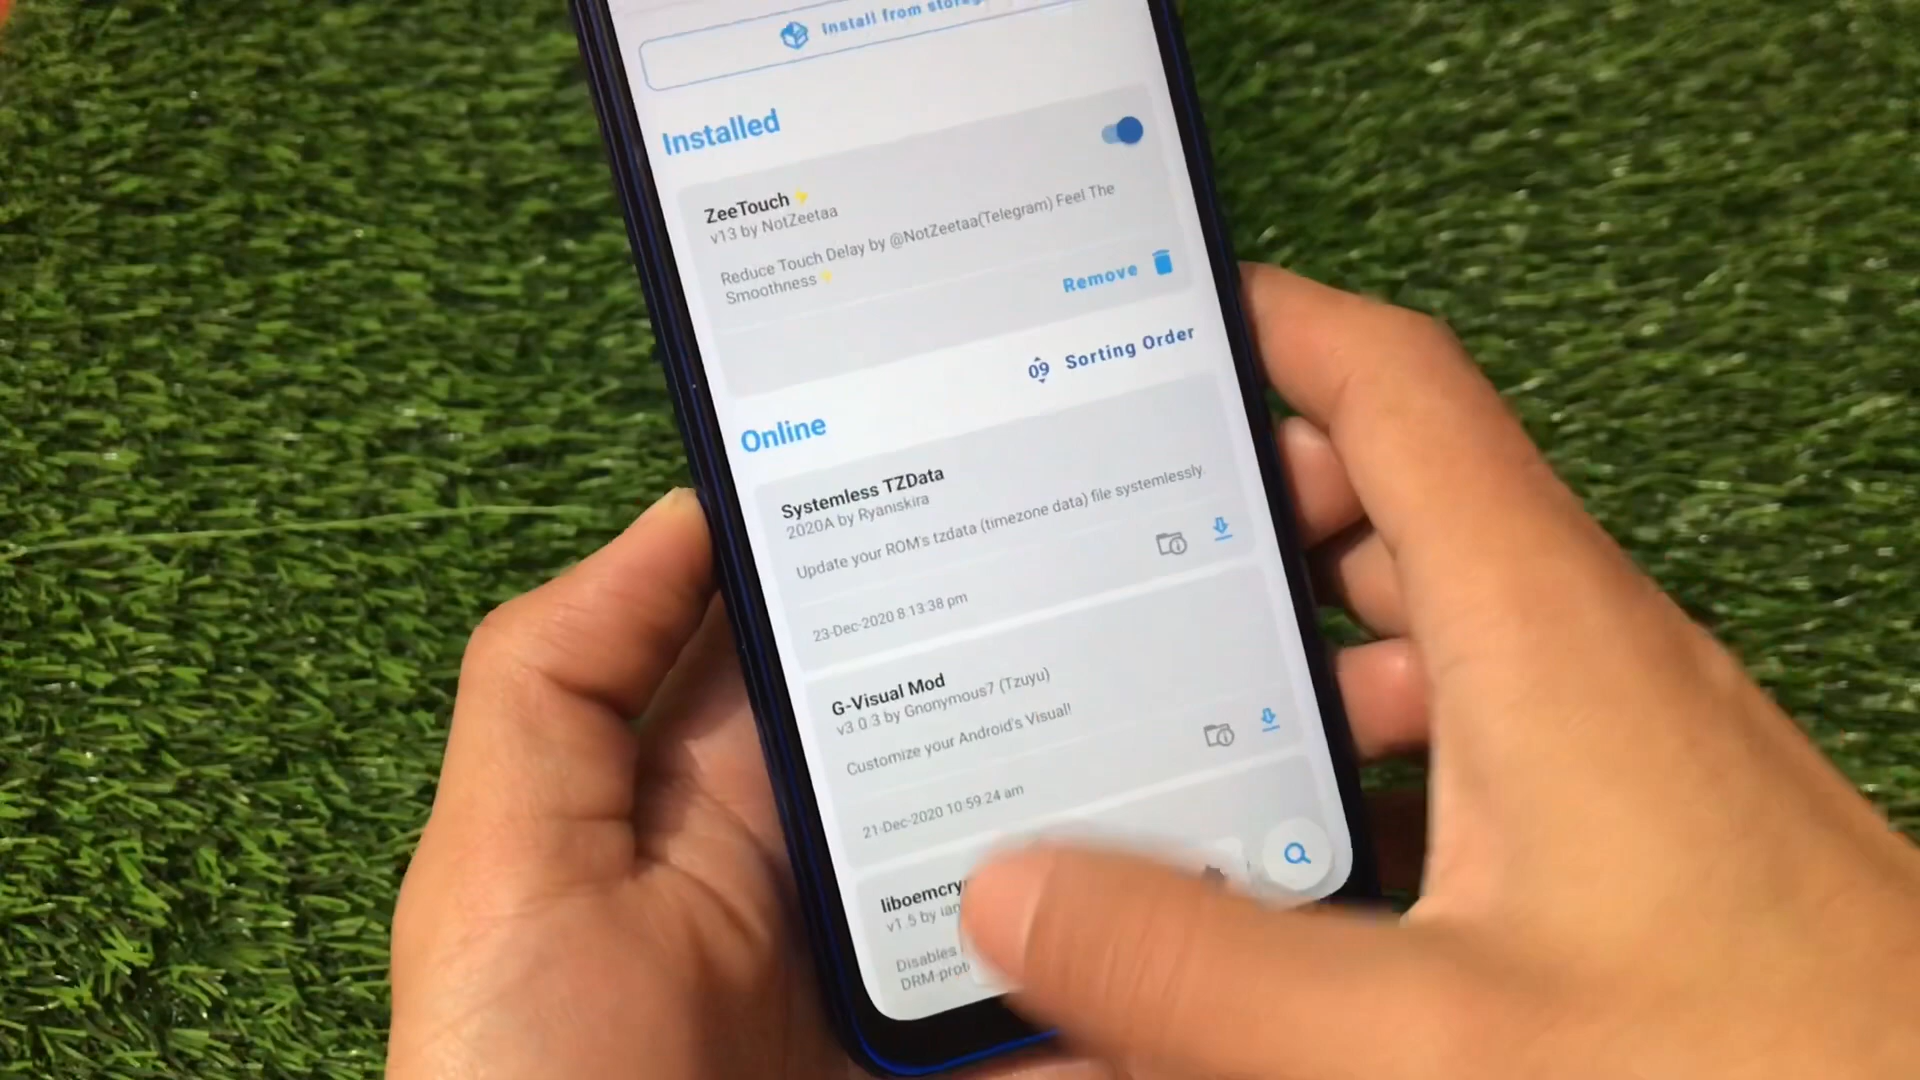 Install from storage
Installed
ZeeTouch✨
v13 by NotZeetaa
Reduce Touch Delay by @NotZeetaa(Telegram) Feel The
Smoothness✨
Remove
09 Sorting Order
Online
Systemless TZData
2020A by Ryaniskira
Update your ROM's tzdata (timezone data) file systemlessly.
23-Dec-2020 8:13:38 pm
G-Visual Mod
v3.0.3 by Gnonymous7 (Tzuyu)
Customize your Android's Visual!
21-Dec-2020 10:59:24 am
v1.5 by
Disables